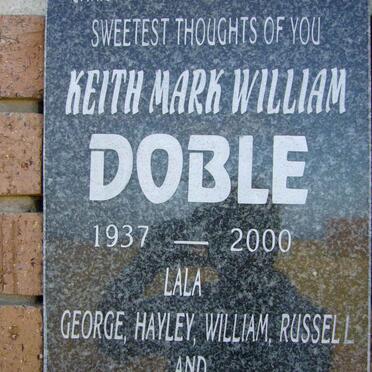 SWEETEST THOUGHTS OF YOU
KEITH MARK WILLIAM
DOBLE
1937 — 2000
LALA
GEORGE, HAYLEY, WILLIAM, RUSSELL
AND